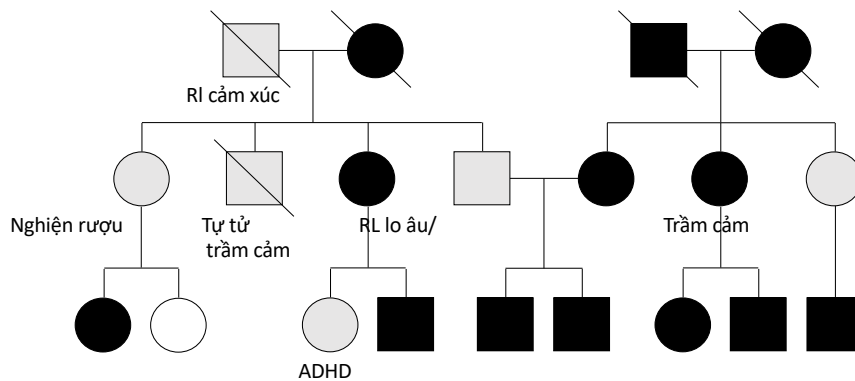 Rl cảm xúc
Nghiện rượu
Tự tử
trầm cảm
RL lo âu/
Trầm cảm
ADHD